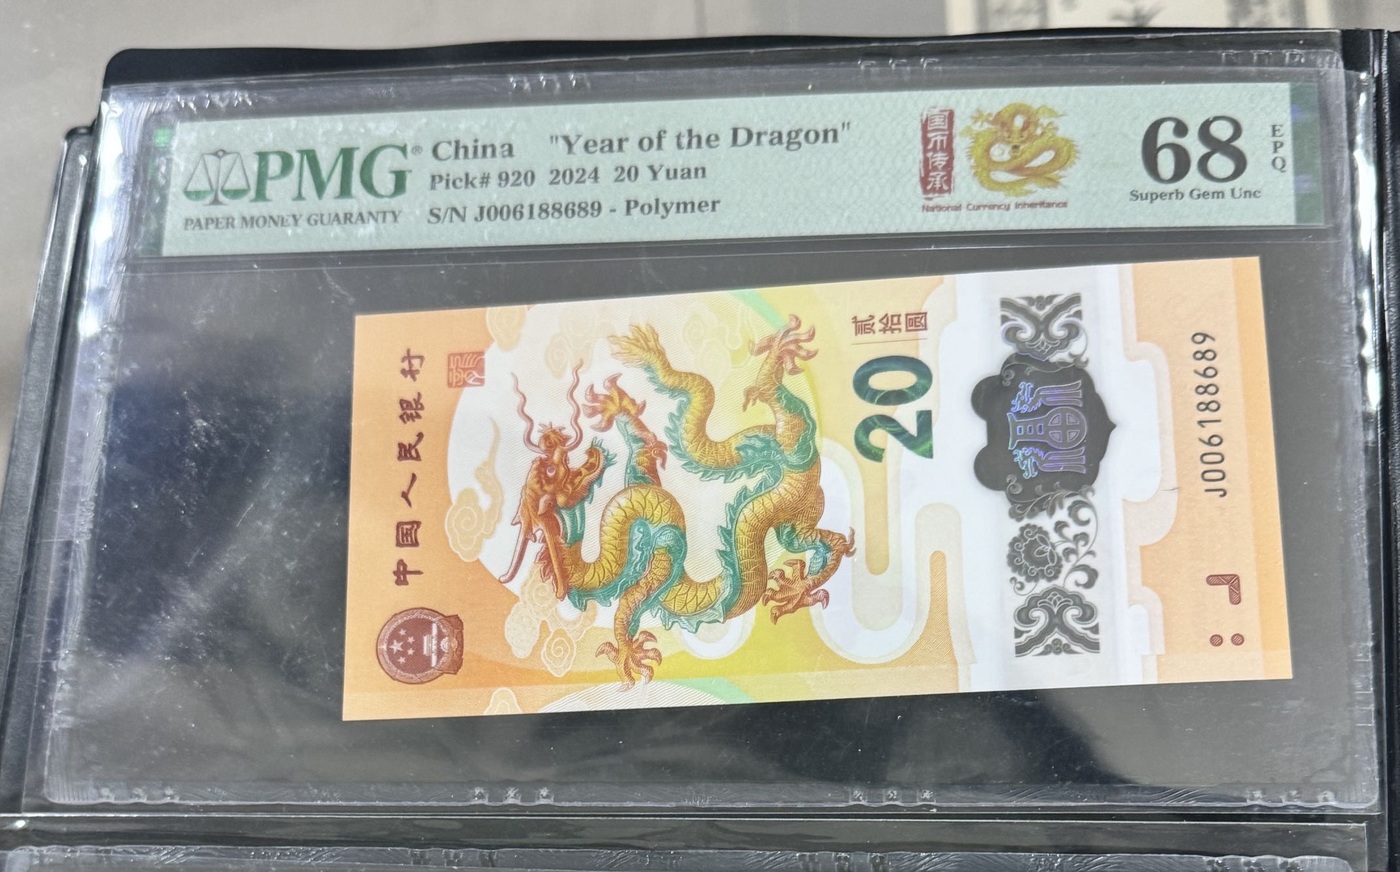 PMG®
PAPER MONEY GUARANTY
China "Year of the Dragon"
Pick# 920 2024 20 Yuan
S/N J006188689 - Polymer
国币传承
National Currency Inheritance
68
EPQ
Superb Gem Unc
中国人民银行
贰拾圆
20
J006188689